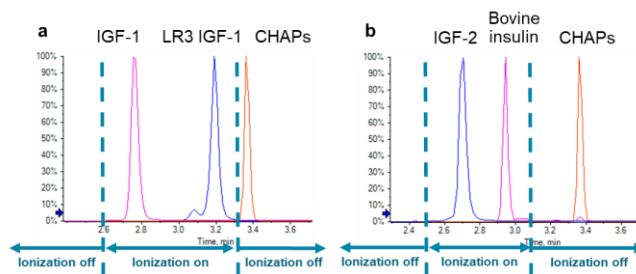 a
IGF-1 LR3 IGF-1 CHAPs
100%
90%
80%
70%
60%
50%
40%
30%
20%
10%
0%
2.6 2.8 3.0 3.2 3.4 3.6
Time, min
Ionization off Ionization on Ionization off
b
IGF-2 Bovine insulin CHAPs
100%
90%
80%
70%
60%
50%
40%
30%
20%
10%
0%
2.4 2.6 2.8 3.0 3.2 3.4 3.6
Time, min
Ionization off Ionization on Ionization off